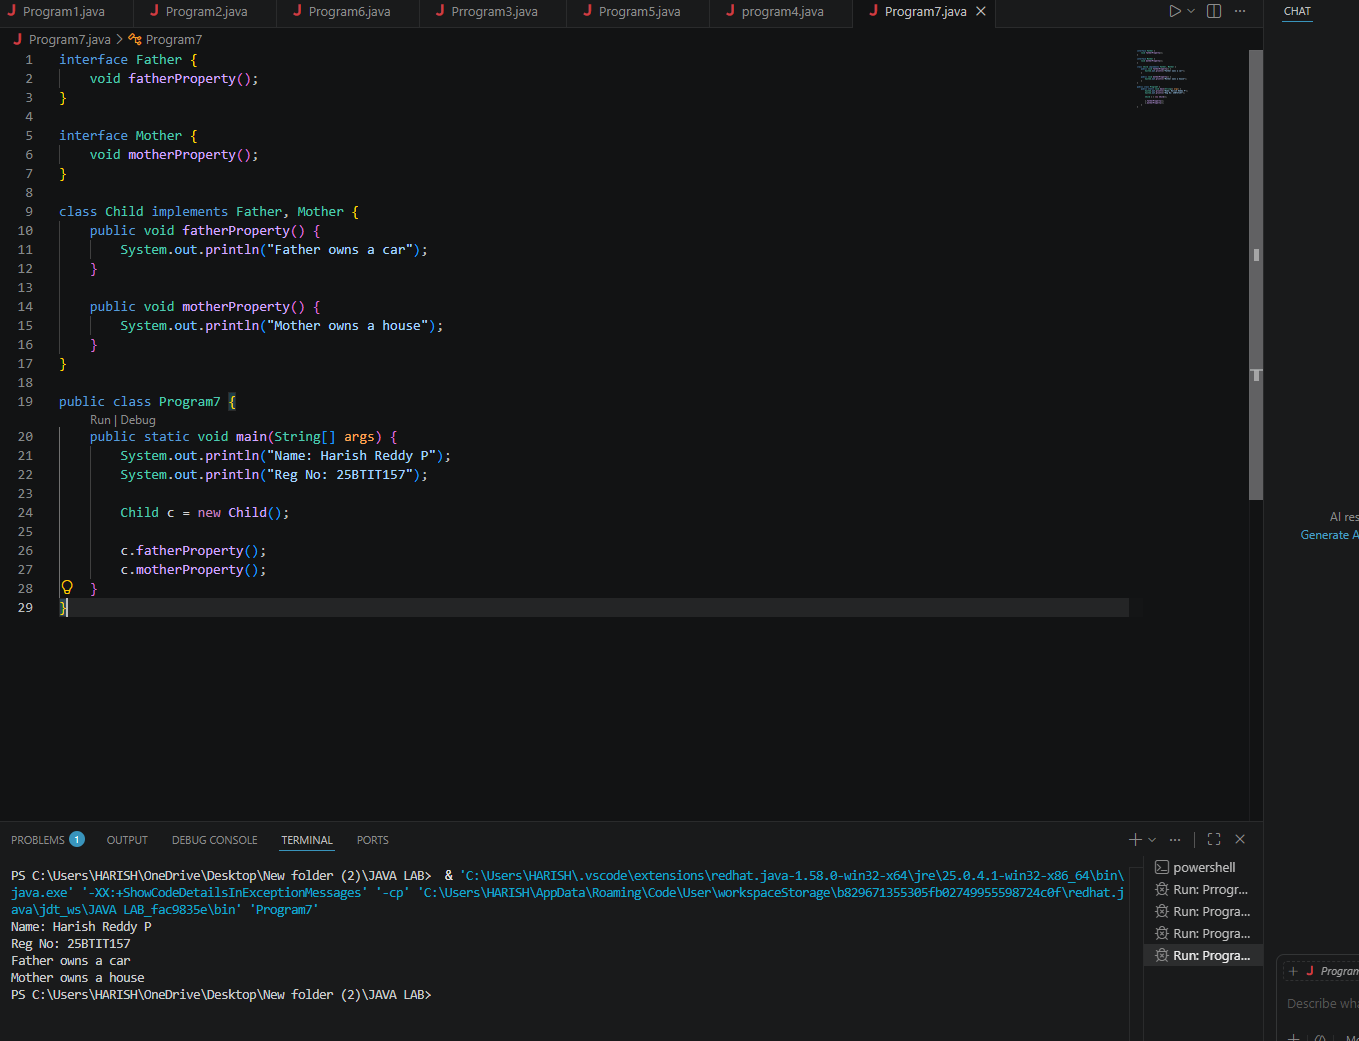 Program1.java Program2.java Program6.java Prrogram3.java Program5.java program4.java Program7.java CHAT
Program7.java > Program7
1 interface Father {
2 void fatherProperty();
3 }
4
5 interface Mother {
6 void motherProperty();
7 }
8
9 class Child implements Father, Mother {
10 public void fatherProperty() {
11 System.out.println("Father owns a car");
12 }
13
14 public void motherProperty() {
15 System.out.println("Mother owns a house");
16 }
17 }
18
19 public class Program7 {
Run | Debug
20 public static void main(String[] args) {
21 System.out.println("Name: Harish Reddy P");
22 System.out.println("Reg No: 25BTIT157");
23
24 Child c = new Child();
25
26 c.fatherProperty();
27 c.motherProperty();
28 }
29 }
AI res
Generate A
PROBLEMS 1 OUTPUT DEBUG CONSOLE TERMINAL PORTS
PS C:\Users\HARISH\OneDrive\Desktop\New folder (2)\JAVA LAB> & 'C:\Users\HARISH\.vscode\extensions\redhat.java-1.58.0-win32-x64\jre\25.0.4.1-win32-x86_64\bin\
java.exe' '-XX:+ShowCodeDetailsInExceptionMessages' '-cp' 'C:\Users\HARISH\AppData\Roaming\Code\User\workspaceStorage\b829671355305fb02749955598724c0f\redhat.j
ava\jdt_ws\JAVA LAB_fac9835e\bin' 'Program7'
Name: Harish Reddy P
Reg No: 25BTIT157
Father owns a car
Mother owns a house
PS C:\Users\HARISH\OneDrive\Desktop\New folder (2)\JAVA LAB>
powershell
Run: Prrogr...
Run: Progra...
Run: Progra...
Run: Progra...
Program
Describe wha